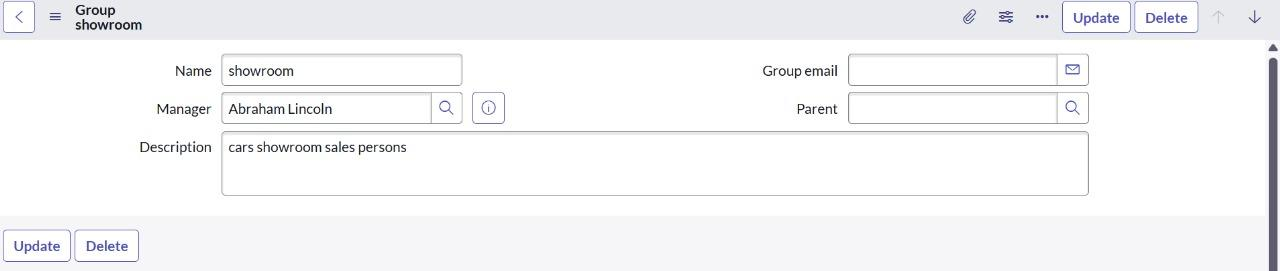 Group
showroom
Update Delete
Name showroom Group email
Manager Abraham Lincoln Parent
Description cars showroom sales persons
Update Delete